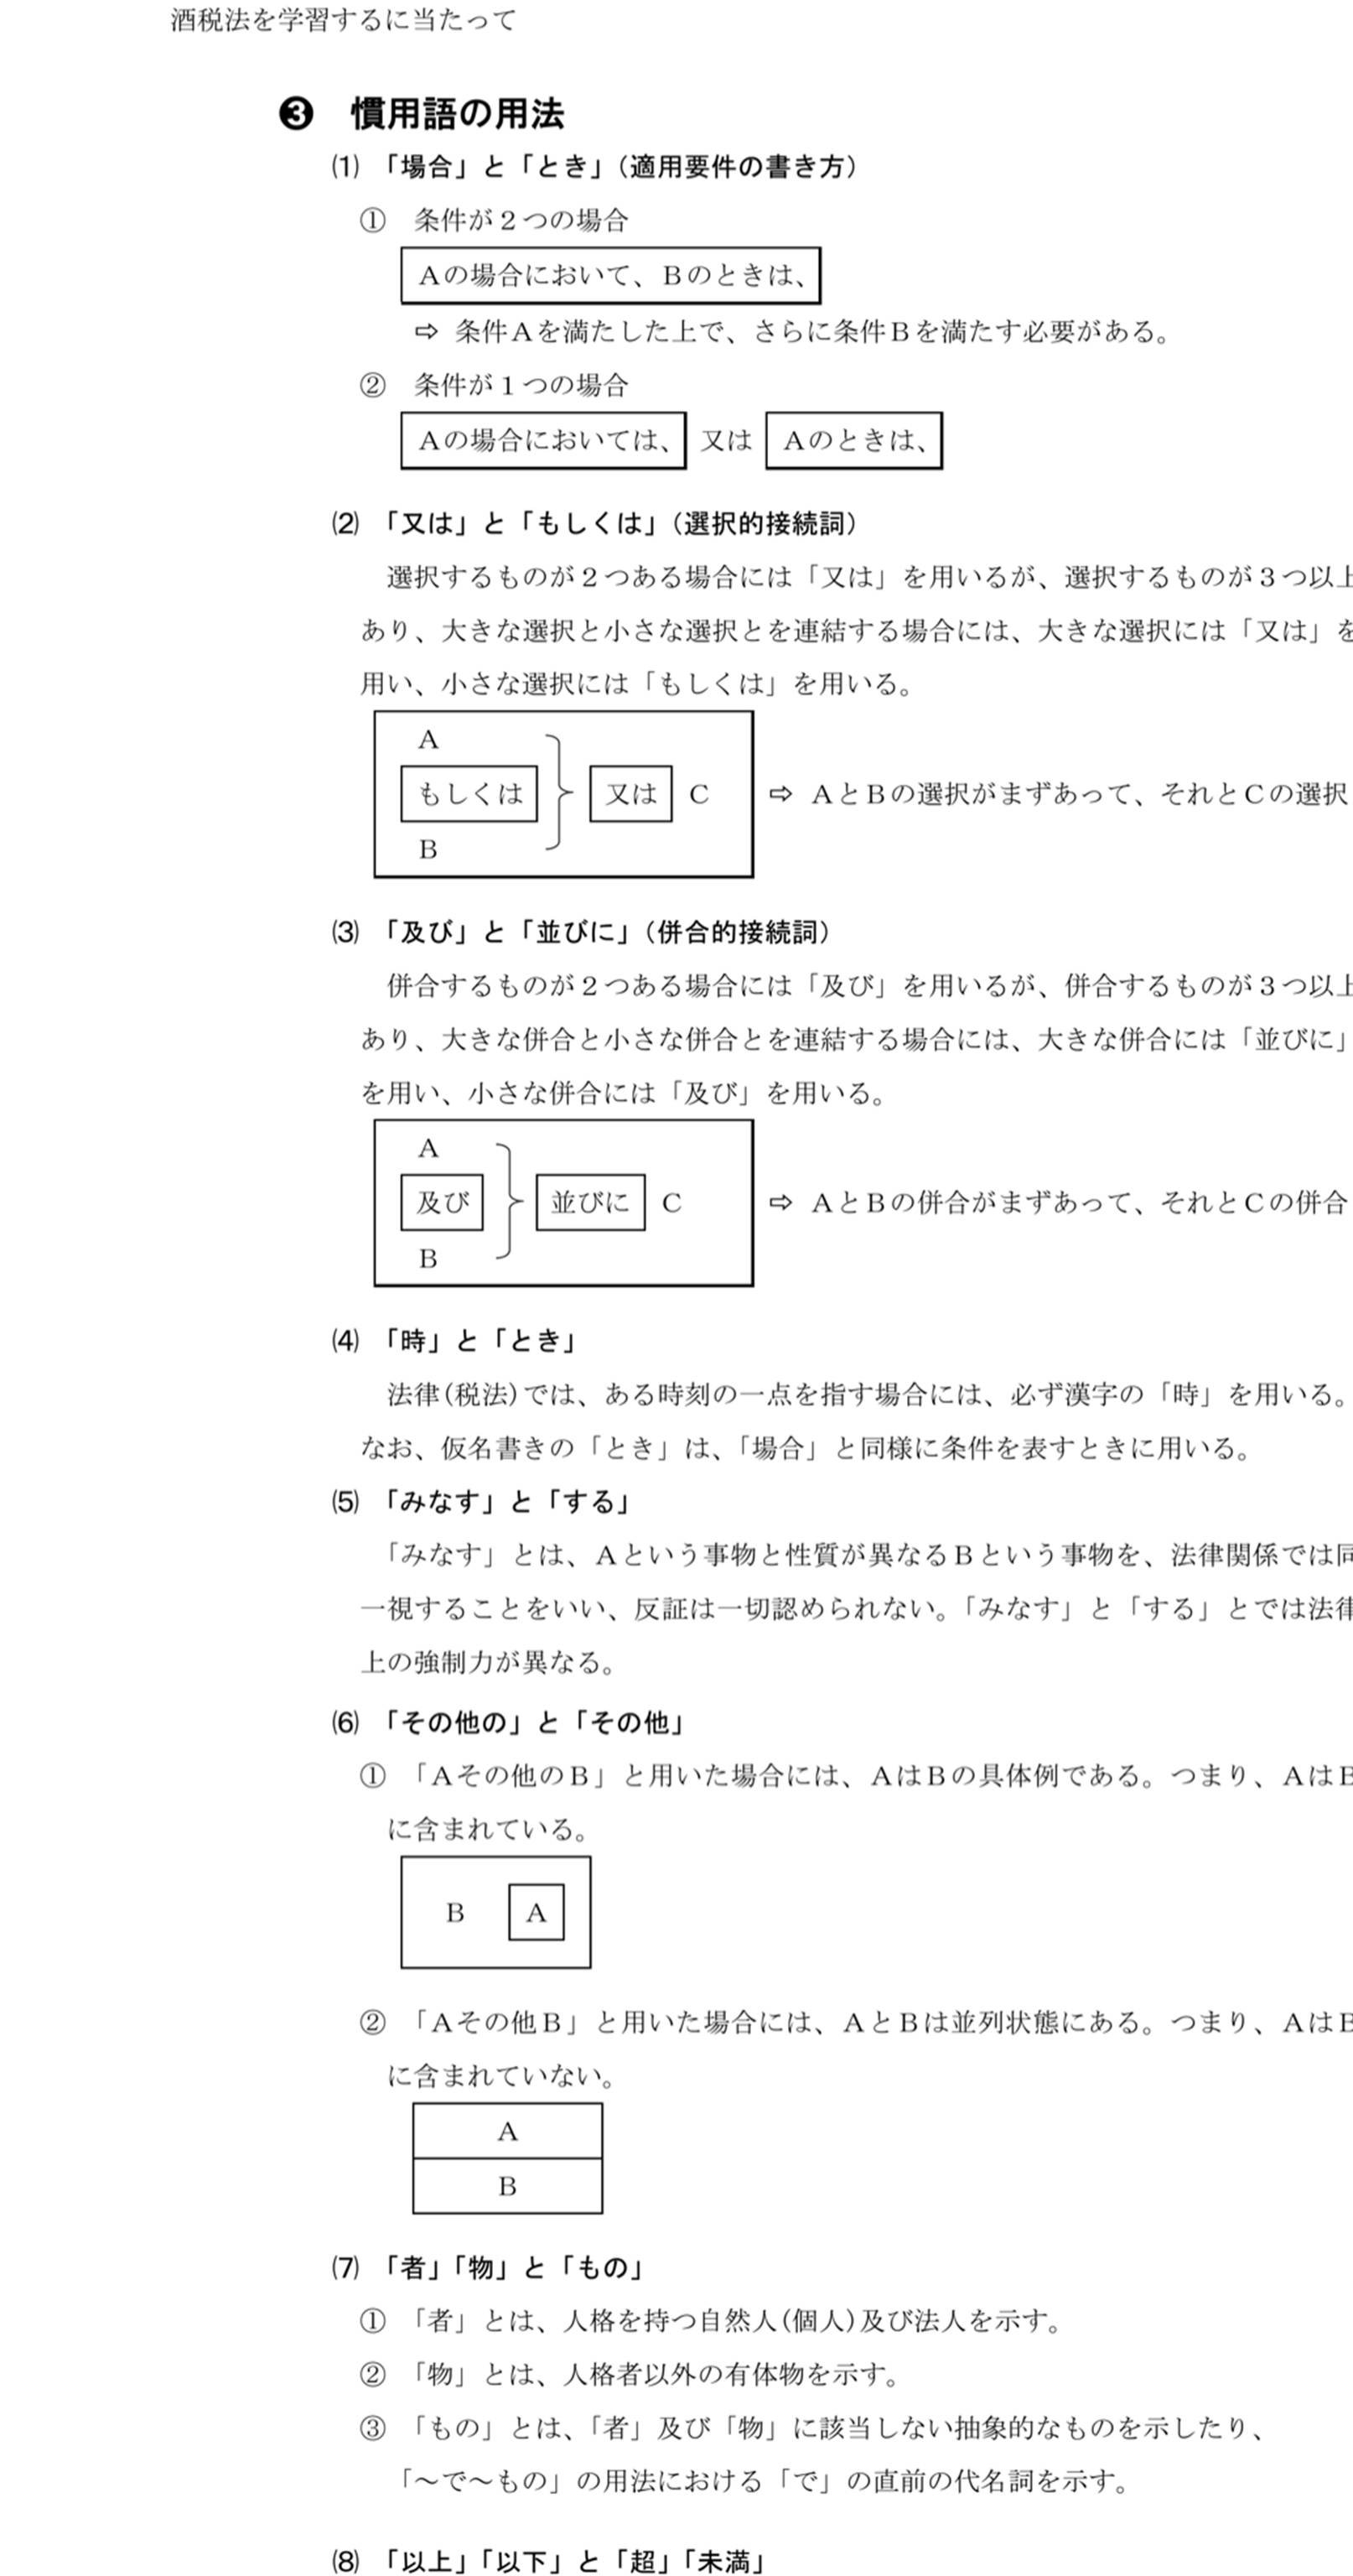 酒税法を学習するに当たって
❸ 慣用語の用法
⑴ 「場合」と「とき」(適用要件の書き方)
① 条件が２つの場合
Ａの場合において、Ｂのときは、
⇨ 条件Ａを満たした上で、さらに条件Ｂを満たす必要がある。
② 条件が１つの場合
Ａの場合においては、 又は Ａのときは、
⑵ 「又は」と「もしくは」(選択的接続詞)
選択するものが２つある場合には「又は」を用いるが、選択するものが３つ以上
あり、大きな選択と小さな選択とを連結する場合には、大きな選択には「又は」を
用い、小さな選択には「もしくは」を用いる。
Ａ
もしくは 又は Ｃ ⇨ ＡとＢの選択がまずあって、それとＣの選択
Ｂ
⑶ 「及び」と「並びに」(併合的接続詞)
併合するものが２つある場合には「及び」を用いるが、併合するものが３つ以上
あり、大きな併合と小さな併合とを連結する場合には、大きな併合には「並びに」
を用い、小さな併合には「及び」を用いる。
Ａ
及び 並びに Ｃ ⇨ ＡとＢの併合がまずあって、それとＣの併合
Ｂ
⑷ 「時」と「とき」
法律(税法)では、ある時刻の一点を指す場合には、必ず漢字の「時」を用いる。
なお、仮名書きの「とき」は、「場合」と同様に条件を表すときに用いる。
⑸ 「みなす」と「する」
「みなす」とは、Ａという事物と性質が異なるＢという事物を、法律関係では同
一視することをいい、反証は一切認められない。「みなす」と「する」とでは法律
上の強制力が異なる。
⑹ 「その他の」と「その他」
① 「Ａその他のＢ」と用いた場合には、ＡはＢの具体例である。つまり、ＡはＢ
に含まれている。
Ｂ Ａ
② 「Ａその他Ｂ」と用いた場合には、ＡとＢは並列状態にある。つまり、ＡはＢ
に含まれていない。
Ａ
Ｂ
⑺ 「者」「物」と「もの」
① 「者」とは、人格を持つ自然人(個人)及び法人を示す。
② 「物」とは、人格者以外の有体物を示す。
③ 「もの」とは、「者」及び「物」に該当しない抽象的なものを示したり、
「～で～もの」の用法における「で」の直前の代名詞を示す。
⑻ 「以上」「以下」と「超」「未満」